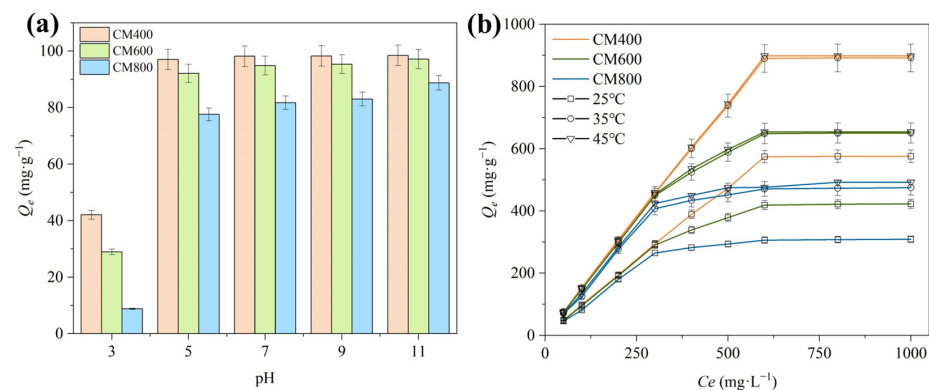 (a)
CM400
CM600
CM800
100
80
60
40
20
0
Qe (mg·g⁻¹)
3 5 7 9 11
pH
(b)
CM400
CM600
CM800
25℃
35℃
45℃
1000
800
600
400
200
0
Qe (mg·g⁻¹)
0 250 500 750 1000
Ce (mg·L⁻¹)